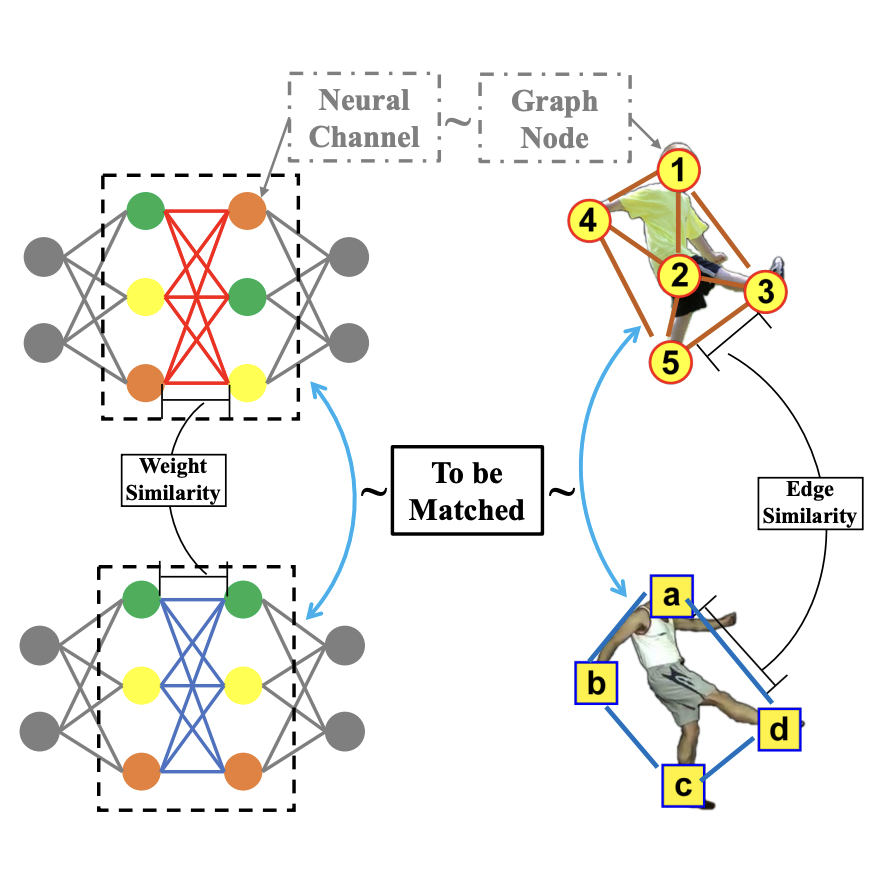 Neural
Channel
~
Graph
Node
1
4
2
3
5
Weight
Similarity
~
To be
Matched
~
Edge
Similarity
a
b
d
c